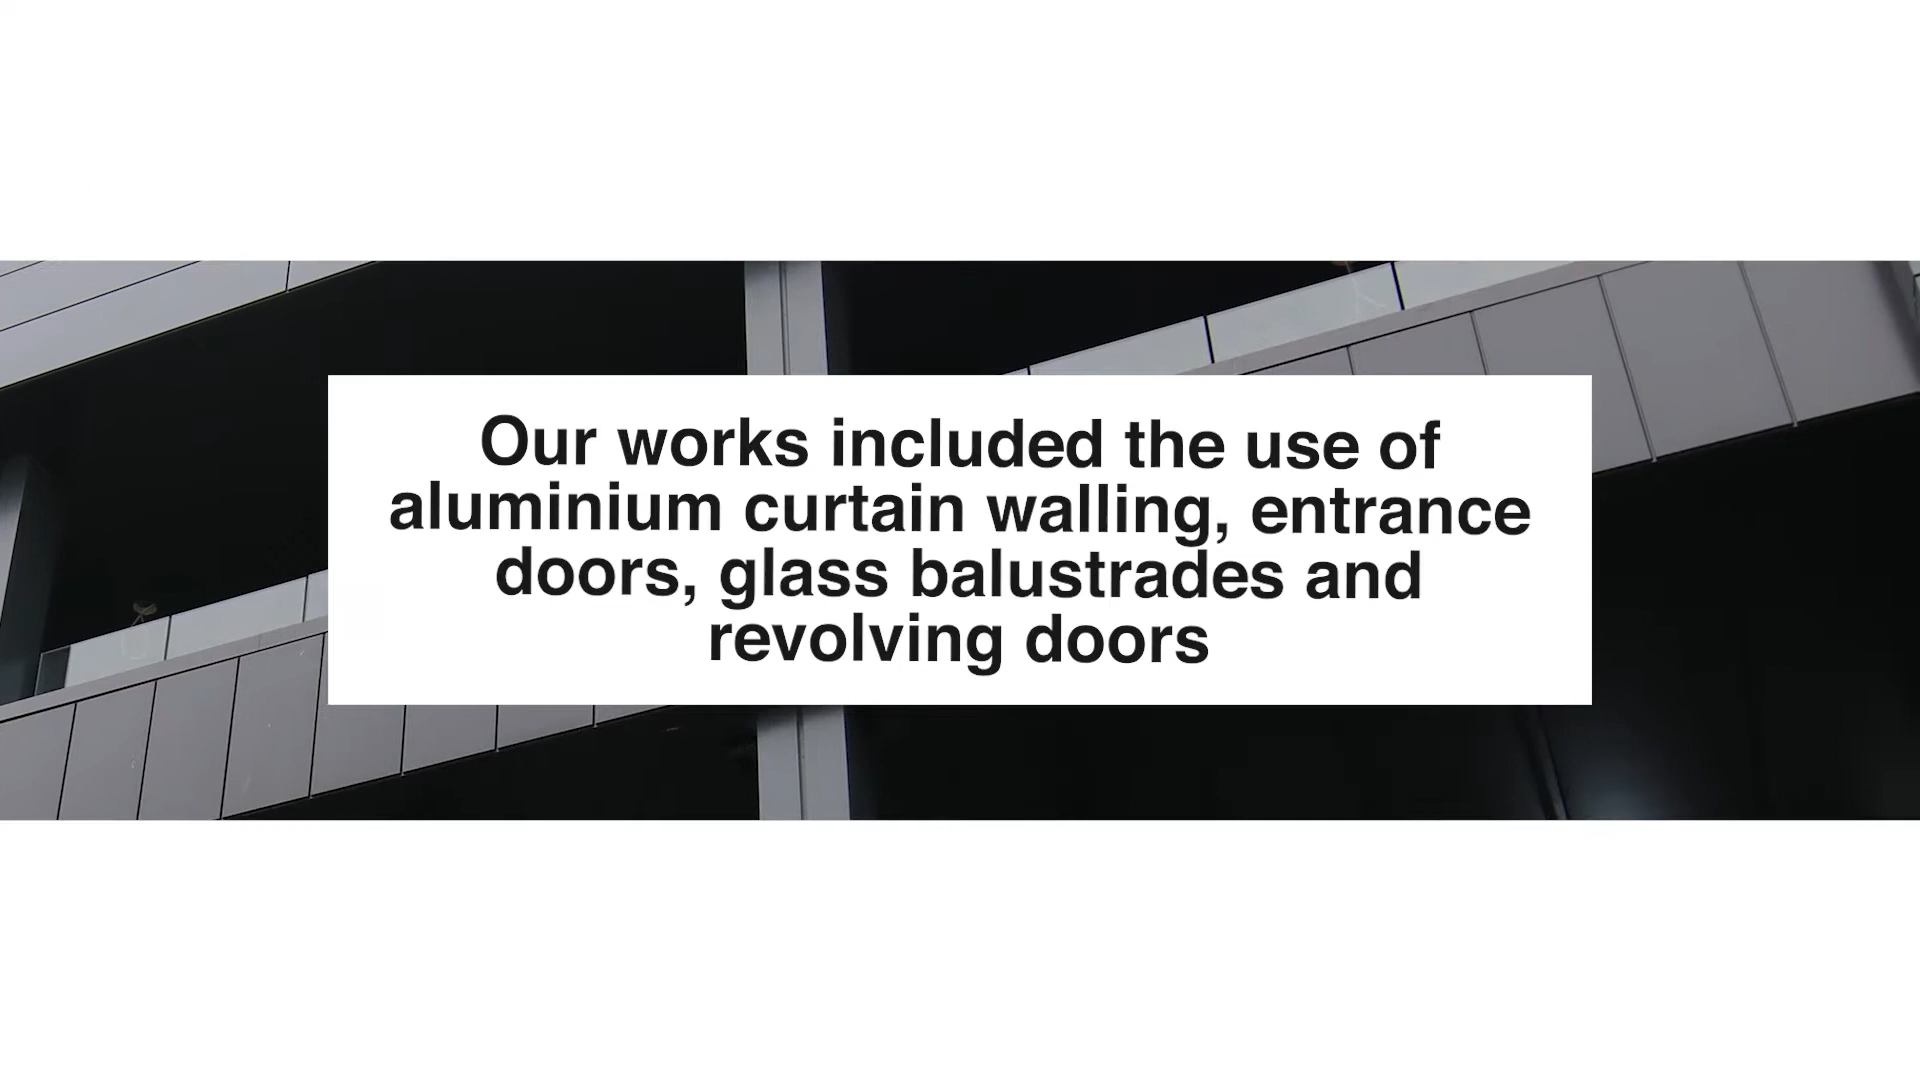 Our works included the use of
aluminium curtain walling, entrance
doors, glass balustrades and
revolving doors